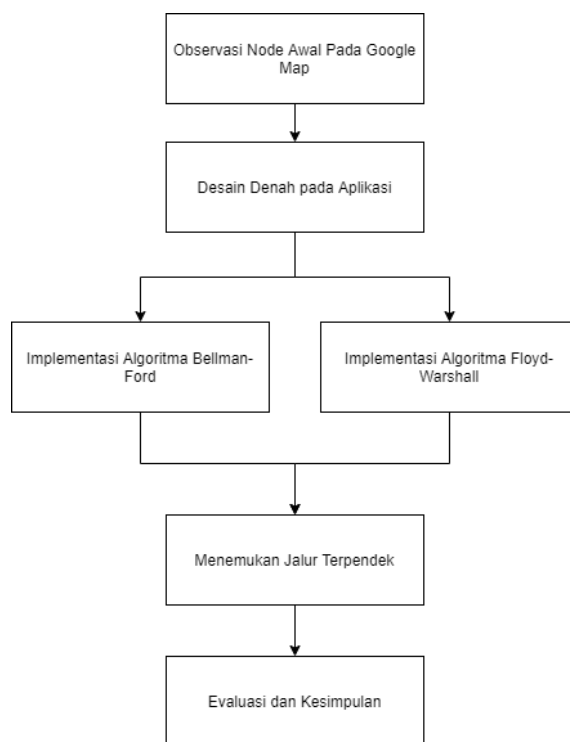 Observasi Node Awal Pada Google
Map
Desain Denah pada Aplikasi
Implementasi Algoritma Bellman-
Ford
Implementasi Algoritma Floyd-
Warshall
Menemukan Jalur Terpendek
Evaluasi dan Kesimpulan